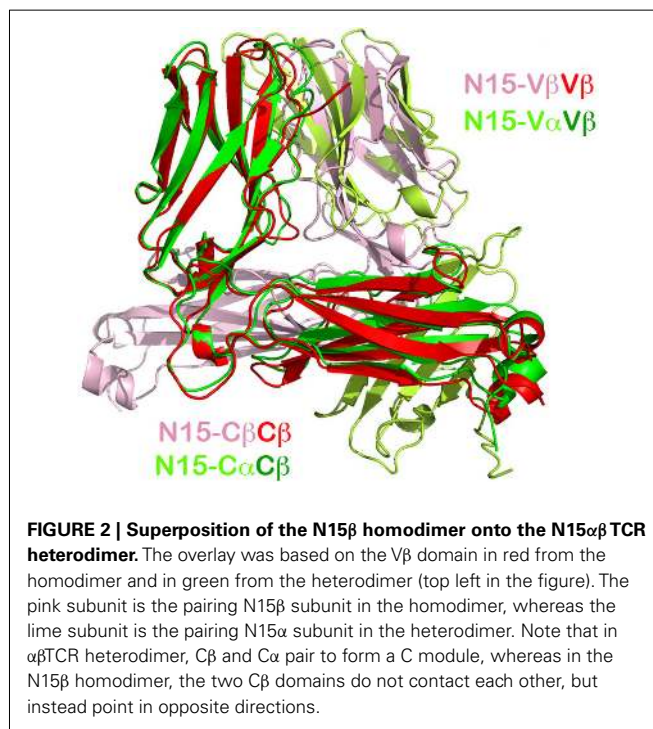 N15-VβVβ
N15-VαVβ
N15-CβCβ
N15-CαCβ
FIGURE 2 | Superposition of the N15β homodimer onto the N15αβ TCR
heterodimer. The overlay was based on the Vβ domain in red from the
homodimer and in green from the heterodimer (top left in the figure). The
pink subunit is the pairing N15β subunit in the homodimer, whereas the
lime subunit is the pairing N15α subunit in the heterodimer. Note that in
αβTCR heterodimer, Cβ and Cα pair to form a C module, whereas in the
N15β homodimer, the two Cβ domains do not contact each other, but
instead point in opposite directions.